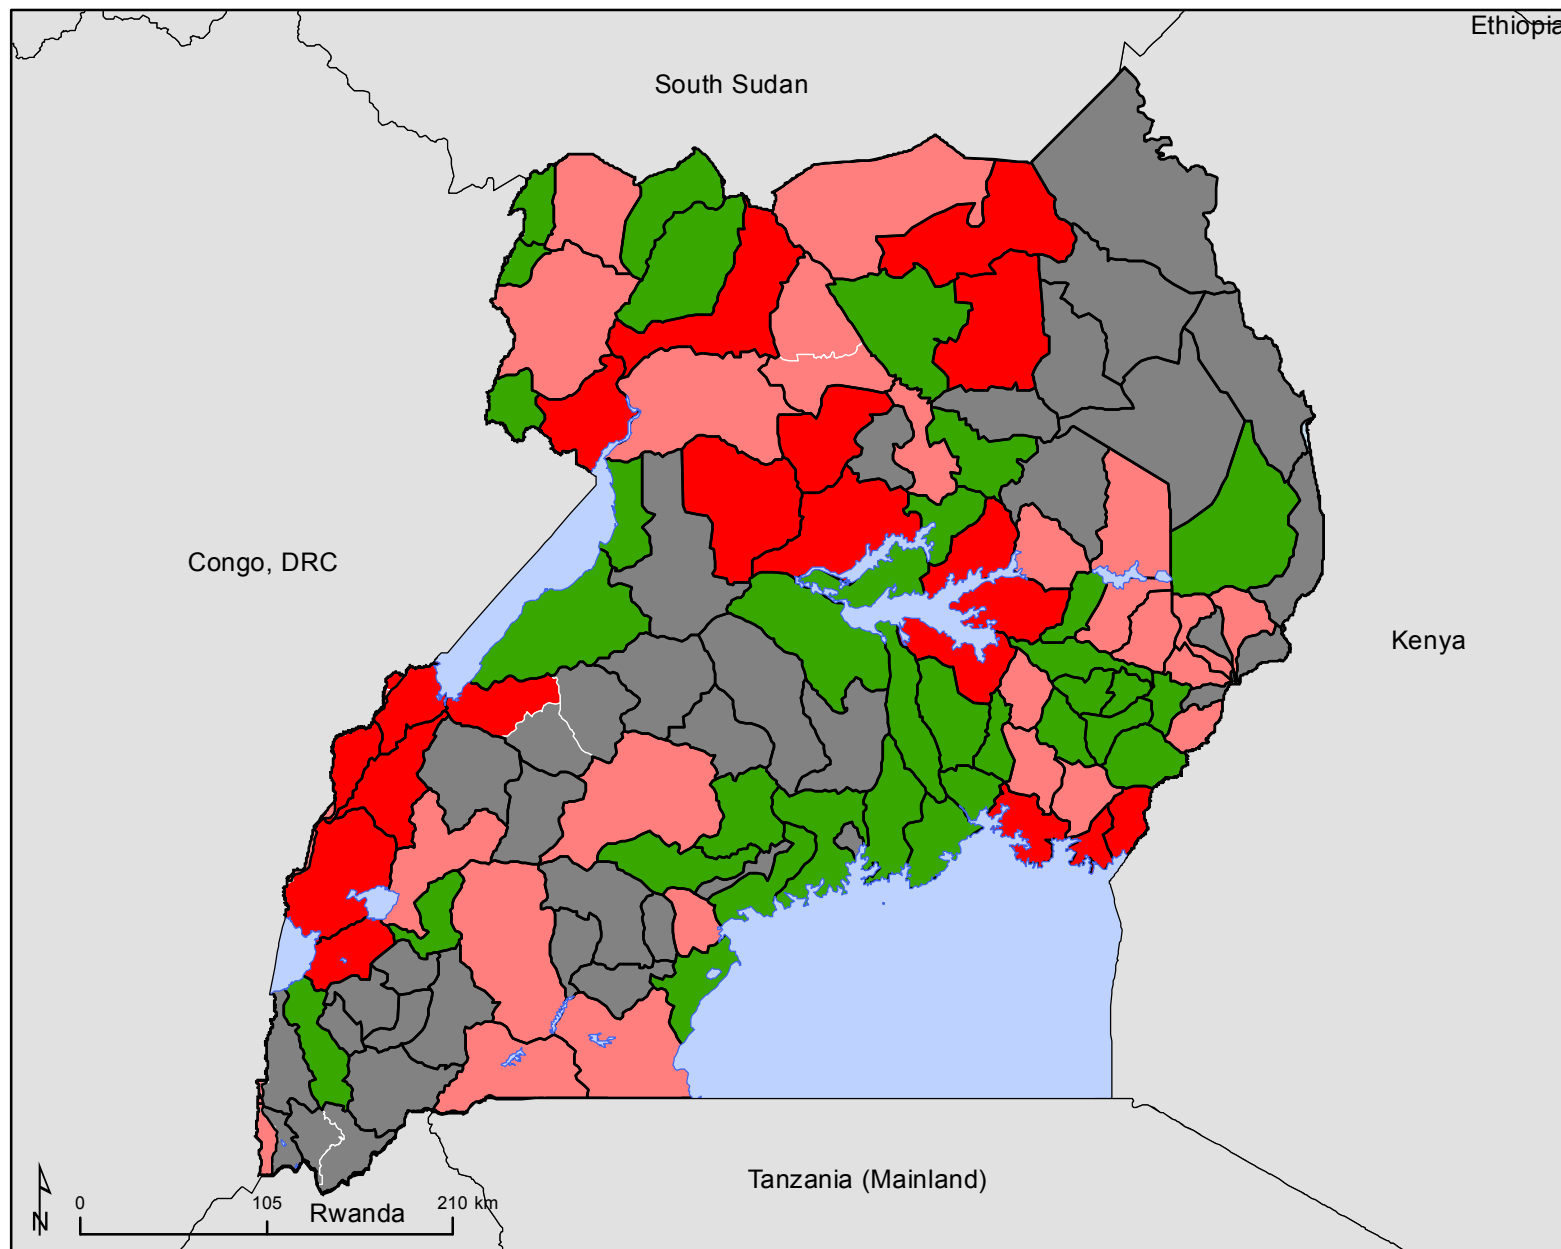 Ethiopia
South Sudan
Congo, DRC
Kenya
Tanzania (Mainland)
N
0 105 210 km
Rwanda